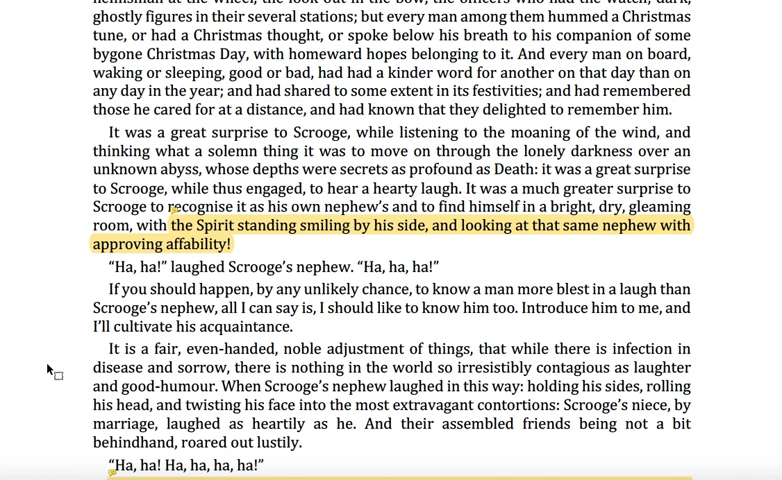 ghostly figures in their several stations; but every man among them hummed a Christmas
tune, or had a Christmas thought, or spoke below his breath to his companion of some
bygone Christmas Day, with homeward hopes belonging to it. And every man on board,
waking or sleeping, good or bad, had had a kinder word for another on that day than on
any day in the year; and had shared to some extent in its festivities; and had remembered
those he cared for at a distance, and had known that they delighted to remember him.
It was a great surprise to Scrooge, while listening to the moaning of the wind, and
thinking what a solemn thing it was to move on through the lonely darkness over an
unknown abyss, whose depths were secrets as profound as Death: it was a great surprise
to Scrooge, while thus engaged, to hear a hearty laugh. It was a much greater surprise to
Scrooge to recognise it as his own nephew's and to find himself in a bright, dry, gleaming
room, with the Spirit standing smiling by his side, and looking at that same nephew with
approving affability!
“Ha, ha!” laughed Scrooge's nephew. “Ha, ha, ha!”
If you should happen, by any unlikely chance, to know a man more blest in a laugh than
Scrooge's nephew, all I can say is, I should like to know him too. Introduce him to me, and
I'll cultivate his acquaintance.
It is a fair, even-handed, noble adjustment of things, that while there is infection in
disease and sorrow, there is nothing in the world so irresistibly contagious as laughter
and good-humour. When Scrooge's nephew laughed in this way: holding his sides, rolling
his head, and twisting his face into the most extravagant contortions: Scrooge's niece, by
marriage, laughed as heartily as he. And their assembled friends being not a bit
behindhand, roared out lustily.
“Ha, ha! Ha, ha, ha, ha!”